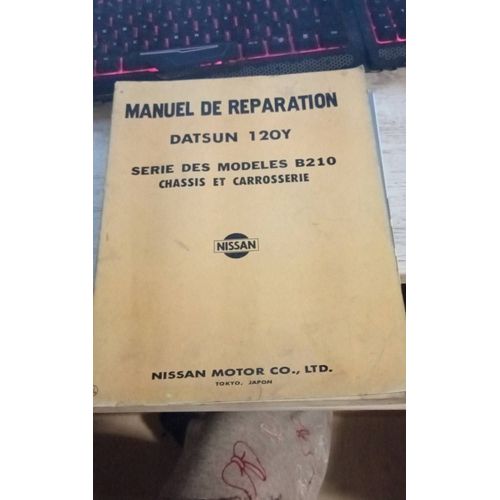 MANUEL DE REPARATION
DATSUN 120Y
SERIE DES MODELES B210
CHASSIS ET CARROSSERIE
NISSAN
NISSAN MOTOR CO., LTD.
TOKYO, JAPON